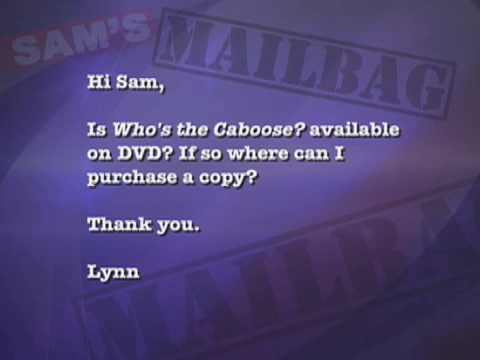 SAM'S
MAILBAG
Hi Sam,
Is Who's the Caboose? available
on DVD? If so where can I
purchase a copy?
Thank you.
Lynn
MAILBAG